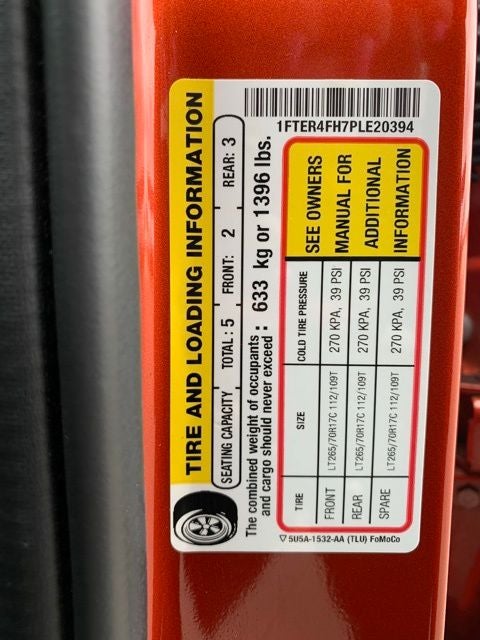 TIRE AND LOADING INFORMATION
SEATING CAPACITY TOTAL : 5 FRONT: 2 REAR: 3
The combined weight of occupants and cargo should never exceed : 633 kg or 1396 lbs.
1FTER4FH7PLE20394
TIRE SIZE COLD TIRE PRESSURE
FRONT LT265/70R17C 112/109T 270 KPA, 39 PSI
REAR LT265/70R17C 112/109T 270 KPA, 39 PSI
SPARE LT265/70R17C 112/109T 270 KPA, 39 PSI
SEE OWNERS
MANUAL FOR
ADDITIONAL
INFORMATION
▽ 5U5A-1532-AA (TLU) FoMoCo